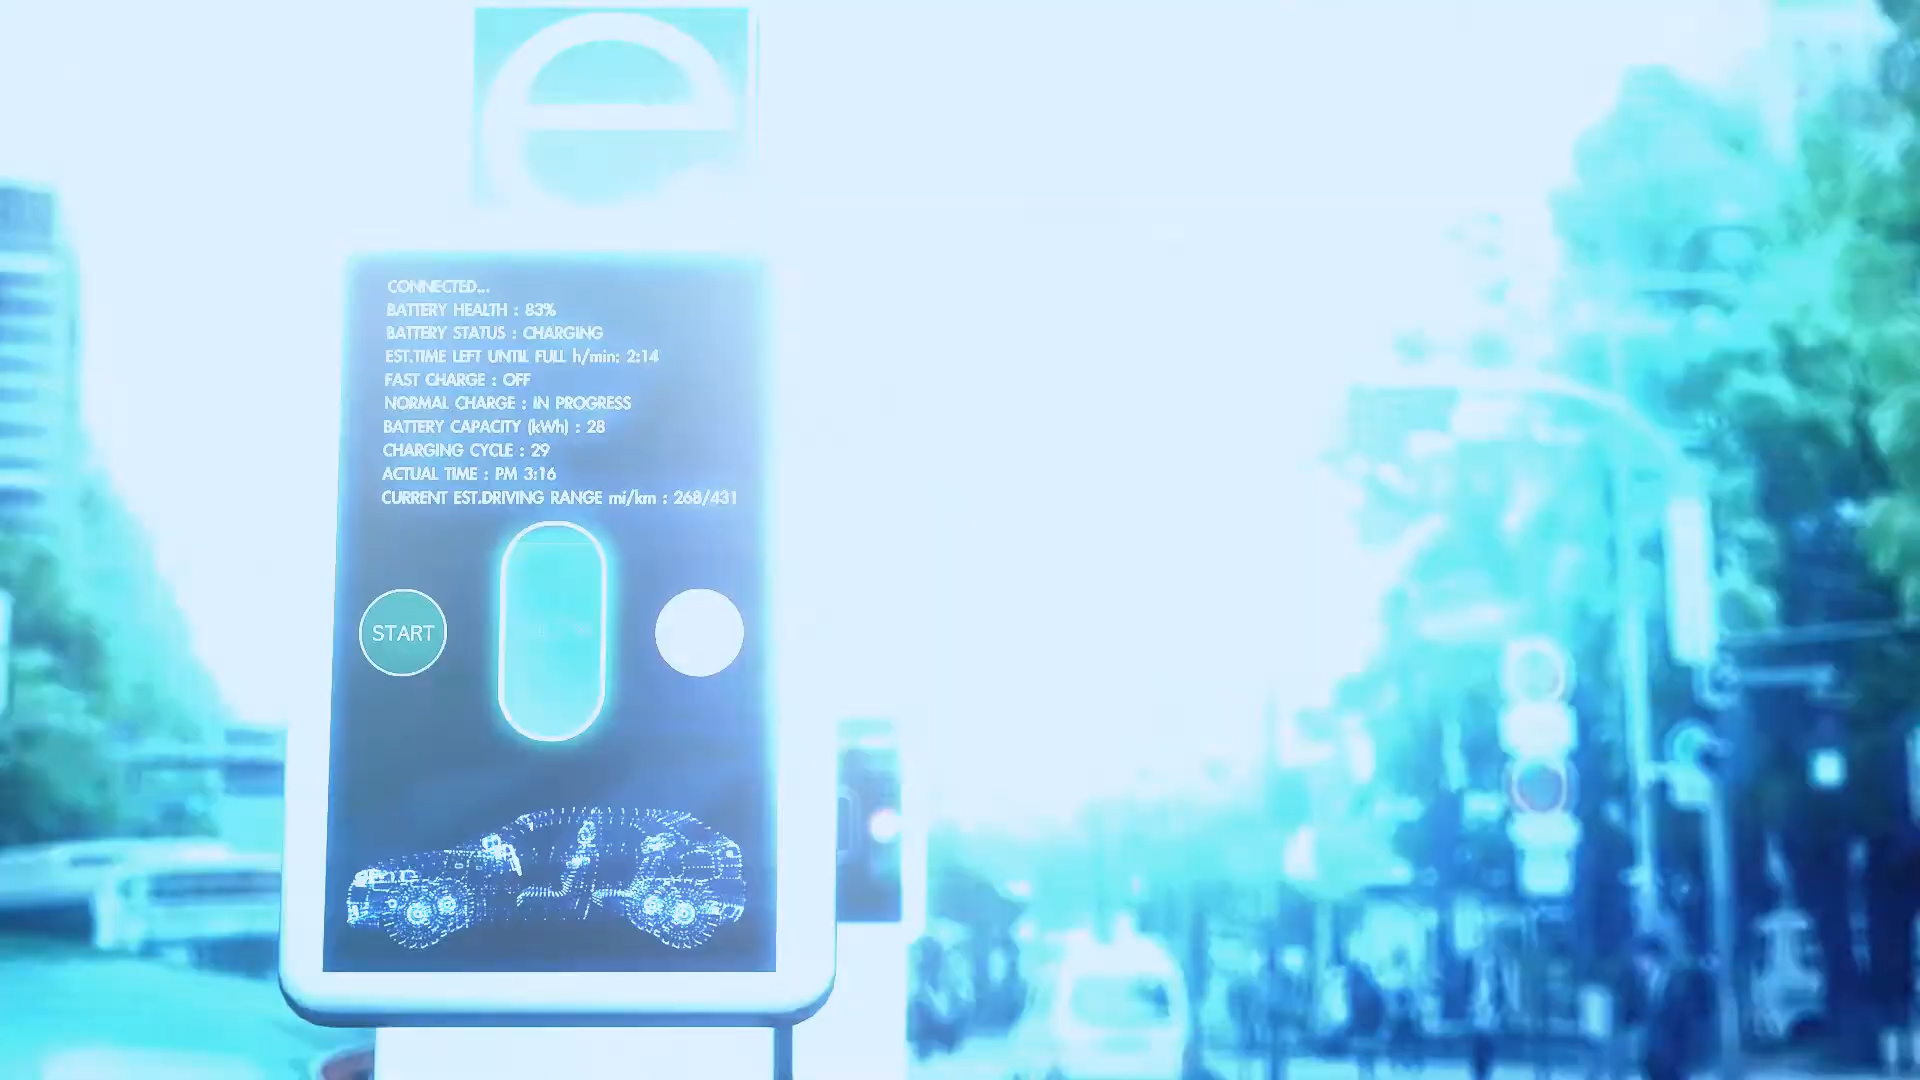 e
CONNECTED...
BATTERY HEALTH : 83%
BATTERY STATUS : CHARGING
EST.TIME LEFT UNTIL FULL h/min: 2:14
FAST CHARGE : OFF
NORMAL CHARGE : IN PROGRESS
BATTERY CAPACITY (kWh) : 28
CHARGING CYCLE : 29
ACTUAL TIME : PM 3:16
CURRENT EST.DRIVING RANGE mi/km : 268/431
START